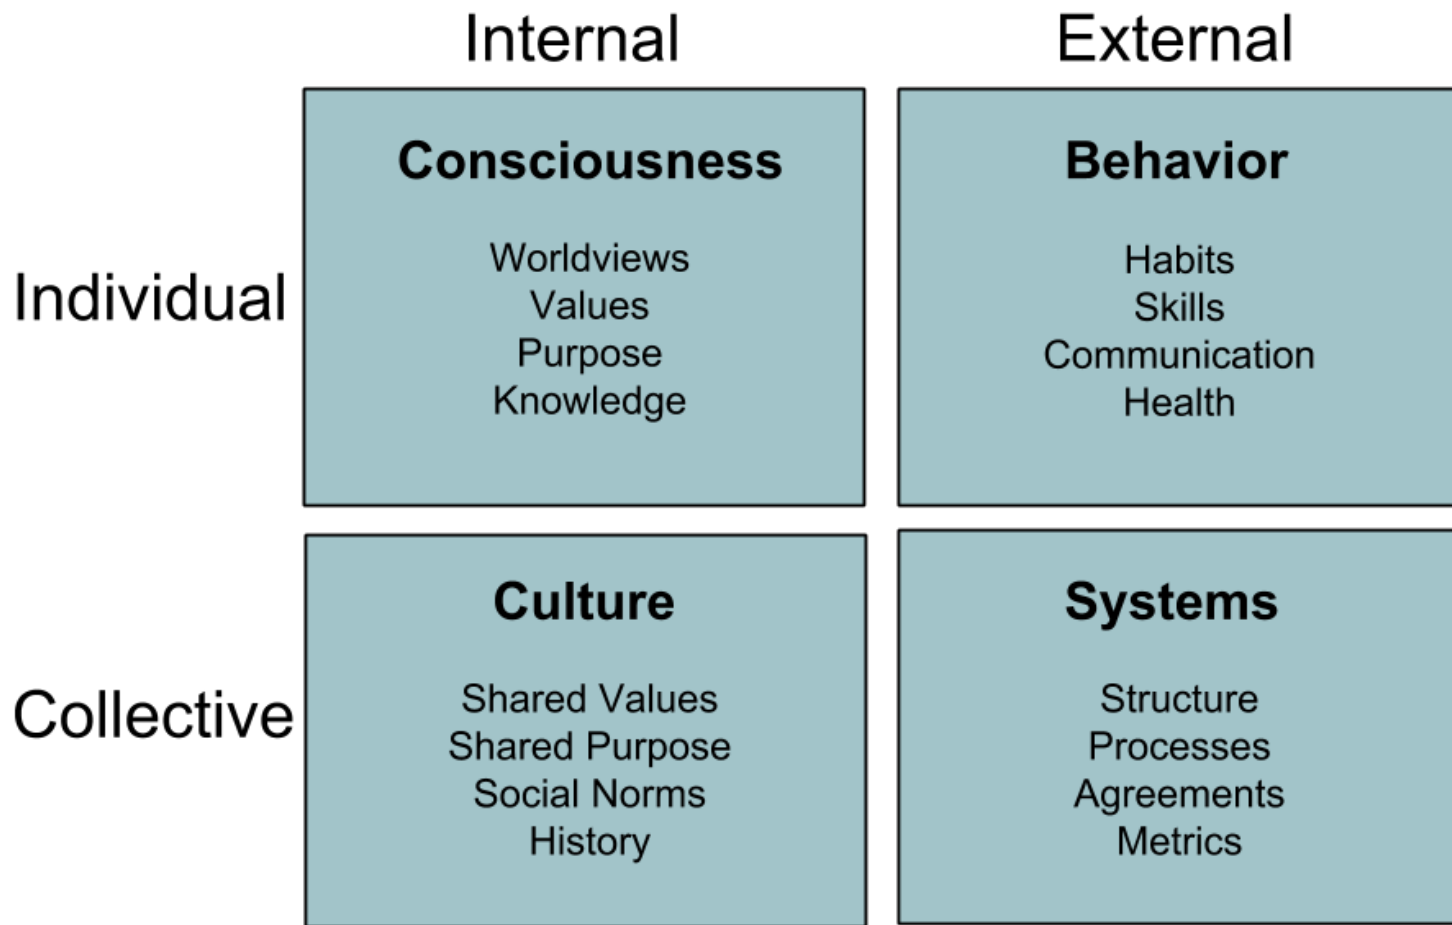 Internal
External
Individual
Consciousness
Worldviews
Values
Purpose
Knowledge
Behavior
Habits
Skills
Communication
Health
Collective
Culture
Shared Values
Shared Purpose
Social Norms
History
Systems
Structure
Processes
Agreements
Metrics